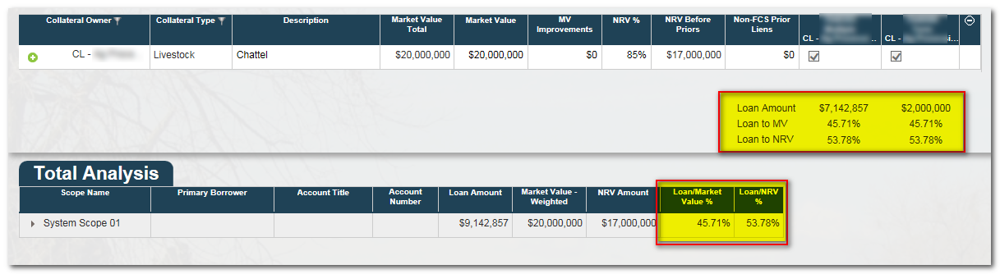 Collateral Owner Collateral Type Description Market Value Total Market Value MV Improvements NRV % NRV Before Priors Non-FCS Prior Liens CL - ... CL - ...
CL - Livestock Chattel $20,000,000 $20,000,000 $0 85% $17,000,000 $0
Loan Amount $7,142,857 $2,000,000
Loan to MV 45.71% 45.71%
Loan to NRV 53.78% 53.78%
Total Analysis
Scope Name Primary Borrower Account Title Account Number Loan Amount Market Value - Weighted NRV Amount Loan/Market Value % Loan/NRV %
System Scope 01 $9,142,857 $20,000,000 $17,000,000 45.71% 53.78%